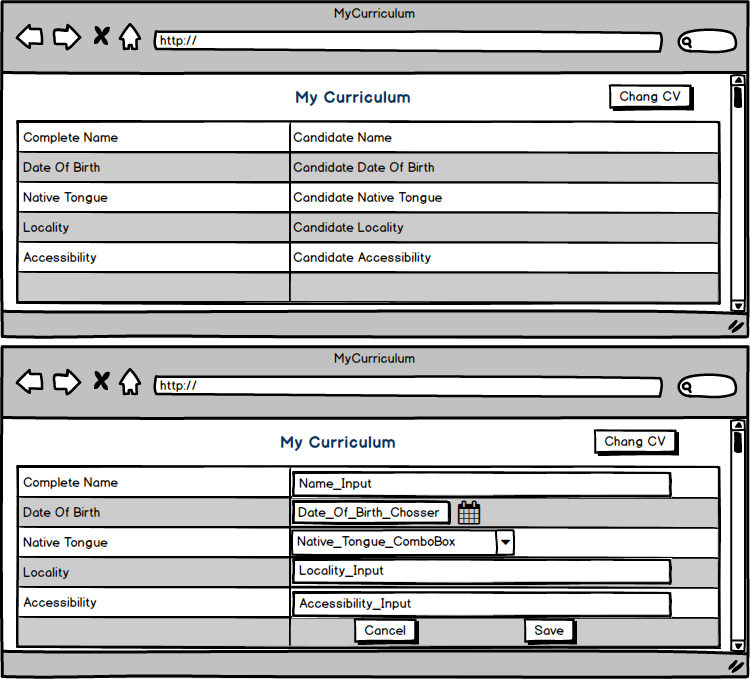 MyCurriculum
http://
My Curriculum
Chang CV
Complete Name Candidate Name
Date Of Birth Candidate Date Of Birth
Native Tongue Candidate Native Tongue
Locality Candidate Locality
Accessibility Candidate Accessibility
MyCurriculum
http://
My Curriculum
Chang CV
Complete Name Name_Input
Date Of Birth Date_Of_Birth_Chosser
Native Tongue Native_Tongue_ComboBox
Locality Locality_Input
Accessibility Accessibility_Input
Cancel Save